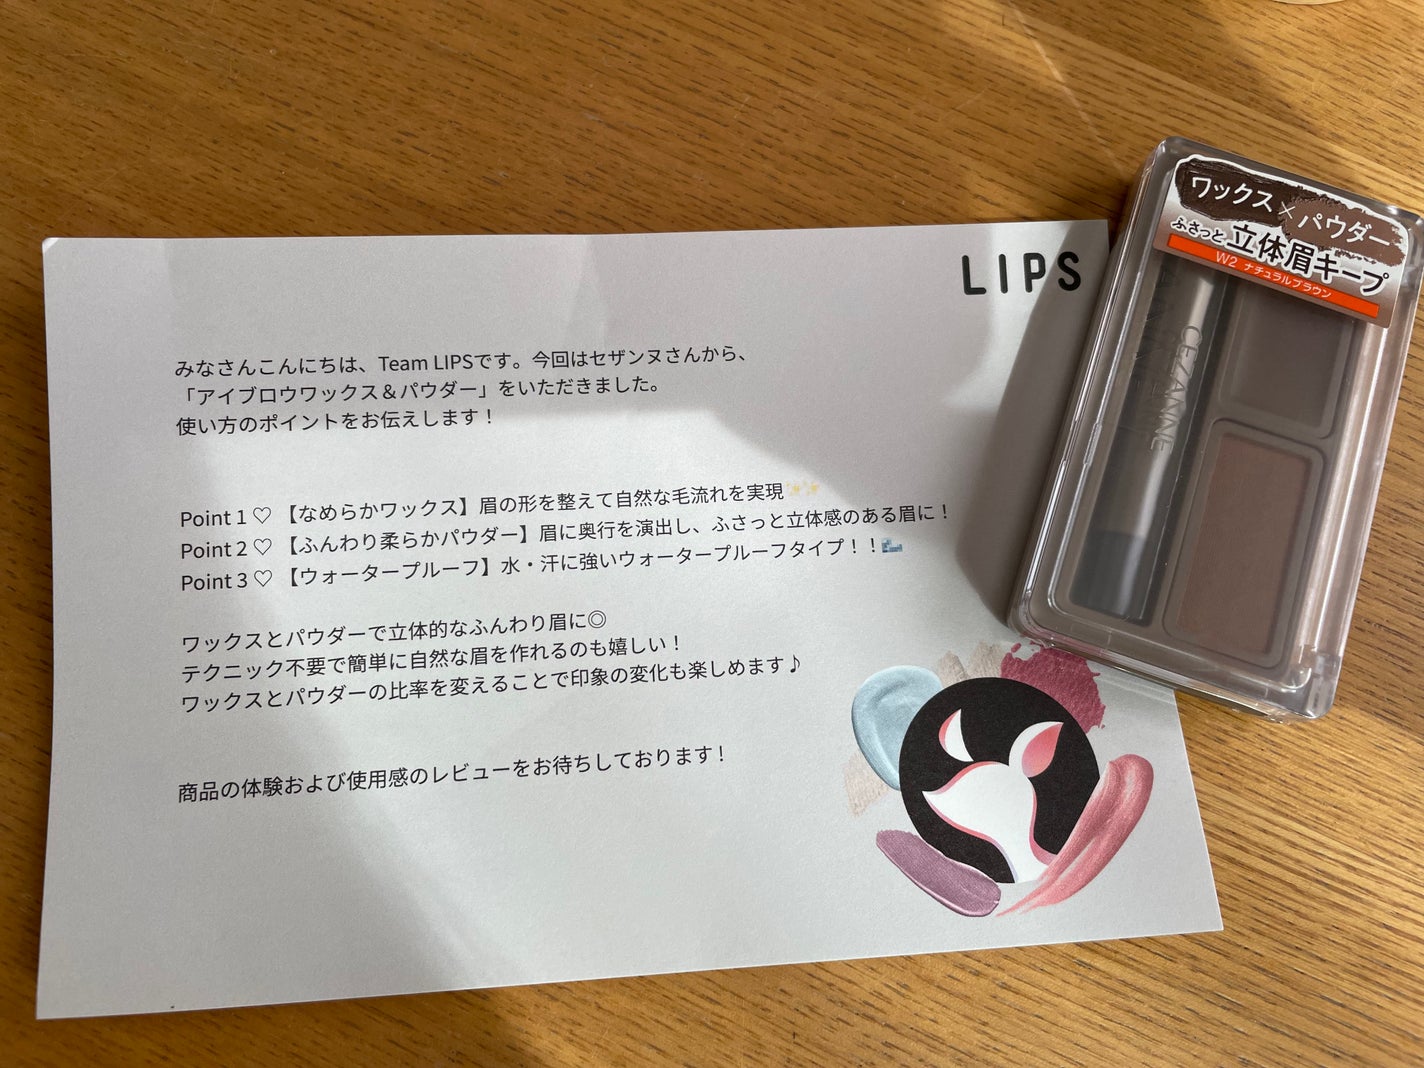 LIPS
みなさんこんにちは、Team LIPSです。今回はセザンヌさんから、
「アイブロウワックス＆パウダー」をいただきました。
使い方のポイントをお伝えします！
Point 1 ♡ 【なめらかワックス】眉の形を整えて自然な毛流れを実現✨✨
Point 2 ♡ 【ふんわり柔らかパウダー】眉に奥行を演出し、ふさっと立体感のある眉に！
Point 3 ♡ 【ウォータープルーフ】水・汗に強いウォータープルーフタイプ！！🌊
ワックスとパウダーで立体的なふんわり眉に◎
テクニック不要で簡単に自然な眉を作れるのも嬉しい！
ワックスとパウダーの比率を変えることで印象の変化も楽しめます♪
商品の体験および使用感のレビューをお待ちしております！
ワックス×パウダー
ふさっと立体眉キープ
W2 ナチュラルブラウン
CEZANNE